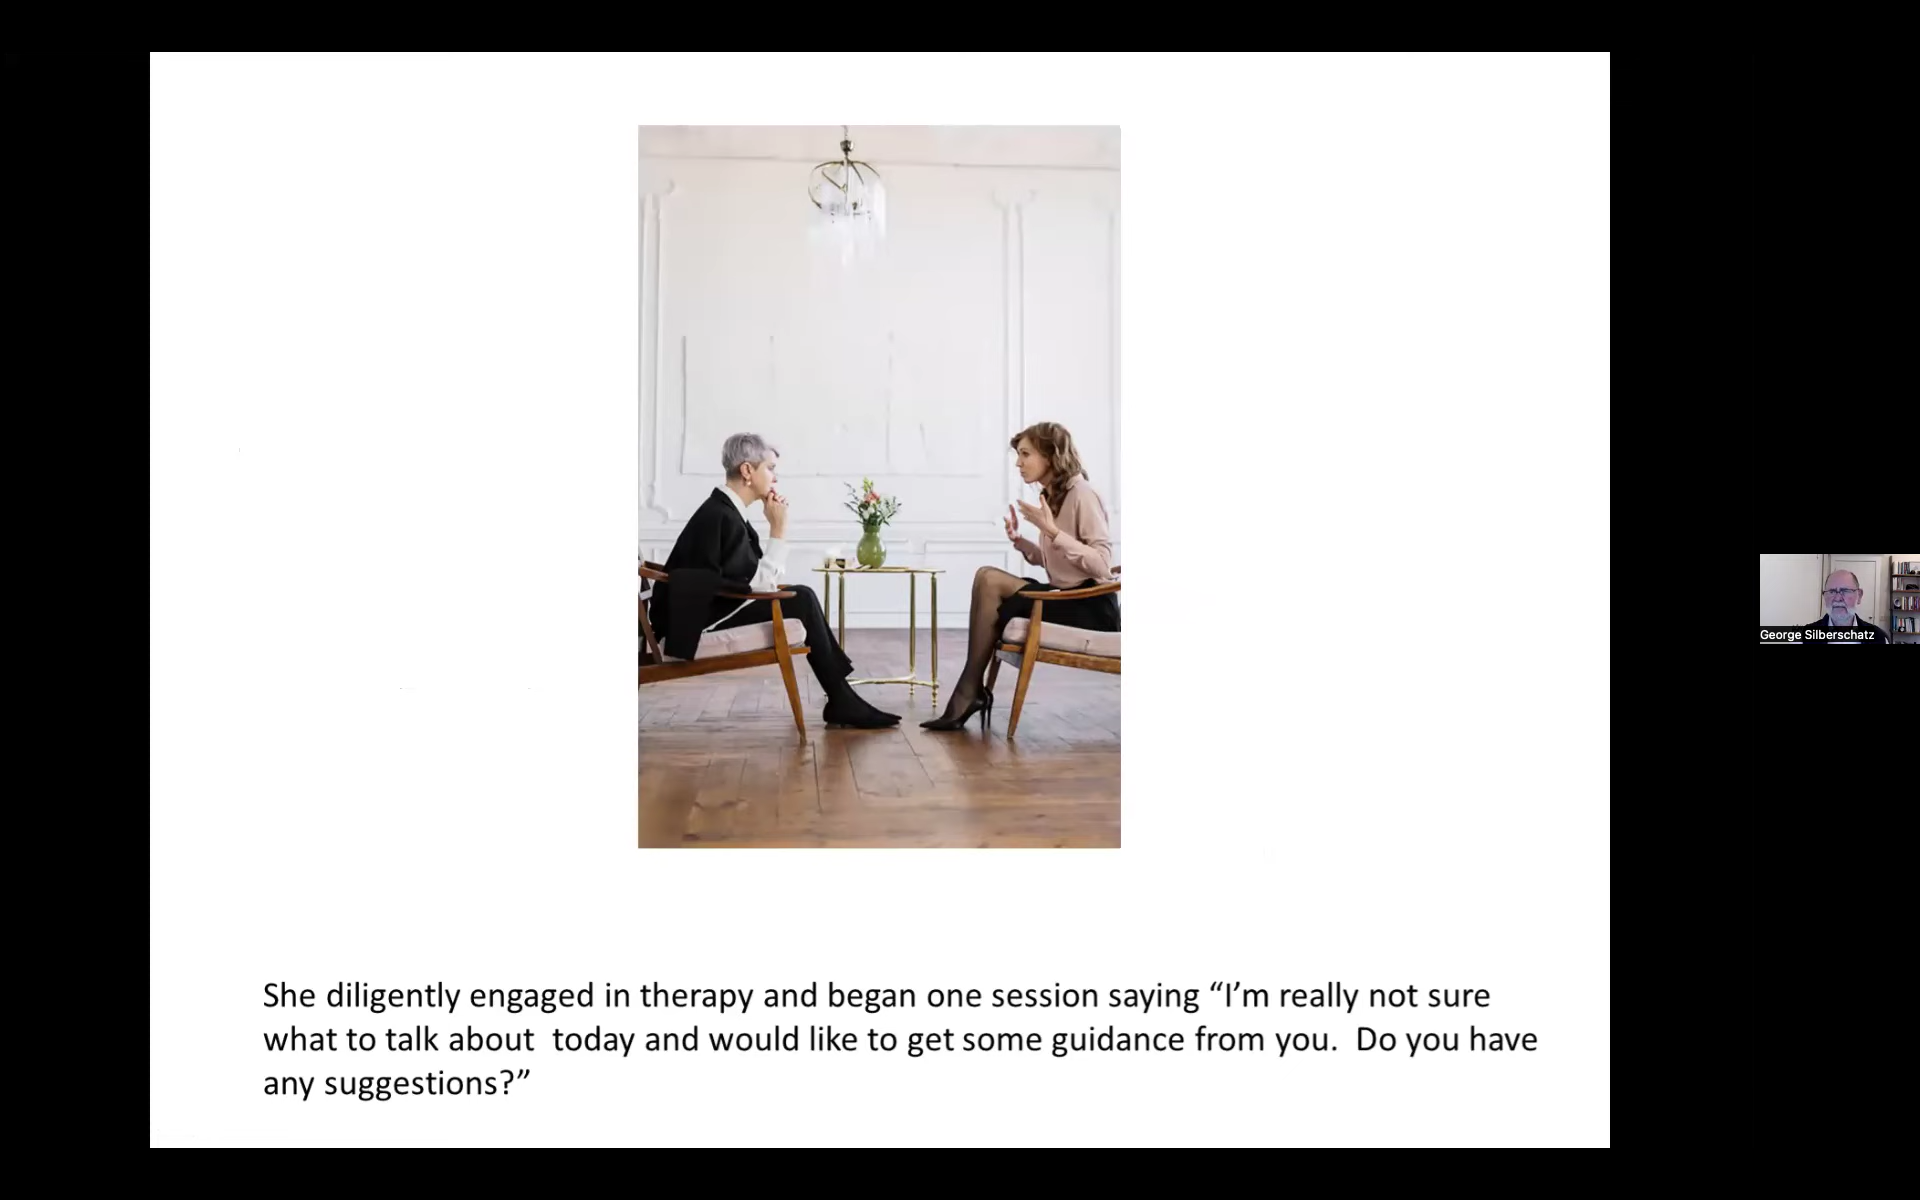 She diligently engaged in therapy and began one session saying “I’m really not sure
what to talk about  today and would like to get some guidance from you.  Do you have
any suggestions?”
George Silberschatz